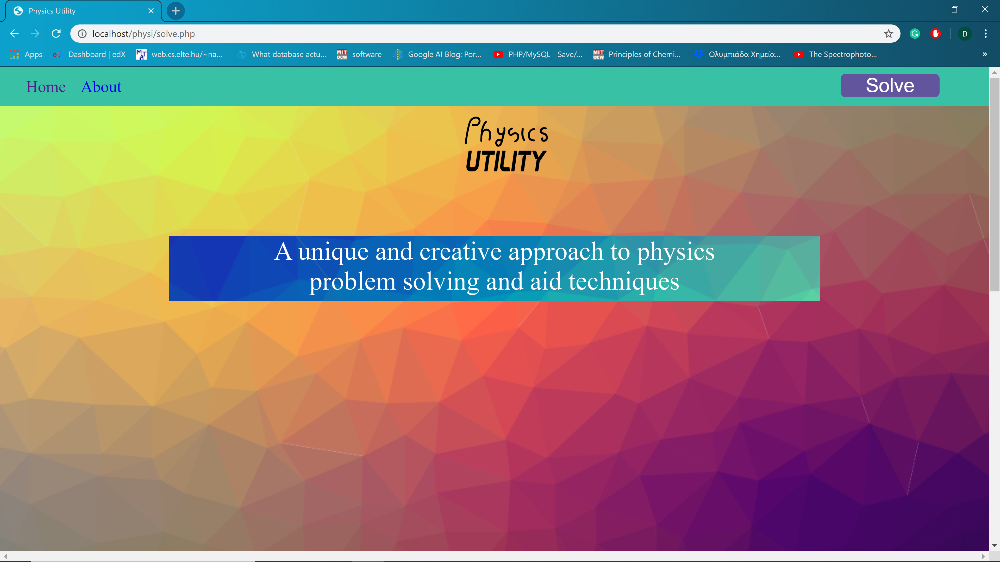 Physics Utility
localhost/physi/solve.php
Apps
Dashboard | edX
web.cs.elte.hu/~na...
What database actu...
software
Google AI Blog: Por...
PHP/MySQL - Save/...
Principles of Chemi...
Ολυμπιάδα Χημεία...
The Spectrophoto...
»
D
Home About Solve
Physics
UTILITY
A unique and creative approach to physics
problem solving and aid techniques